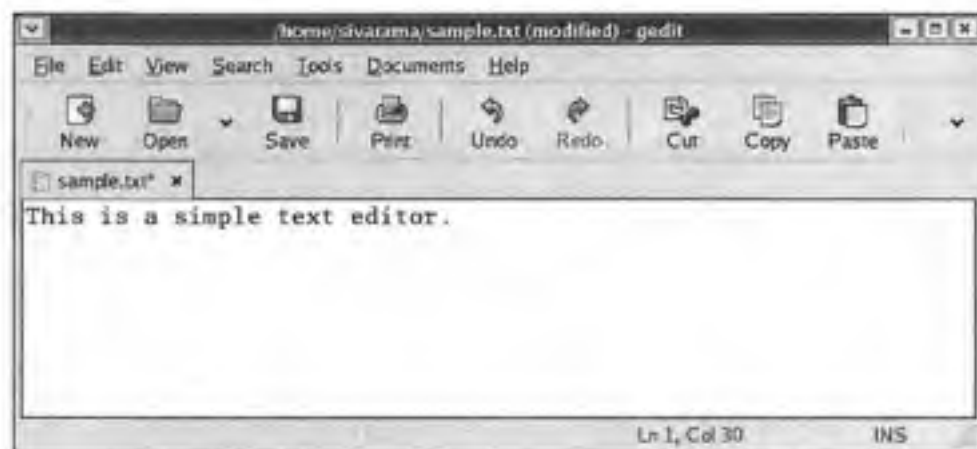 /home/sivarama/sample.txt (modified) - gedit
File Edit View Search Tools Documents Help
New Open Save Print Undo Redo Cut Copy Paste
sample.txt*
This is a simple text editor.
Ln 1, Col 30 INS